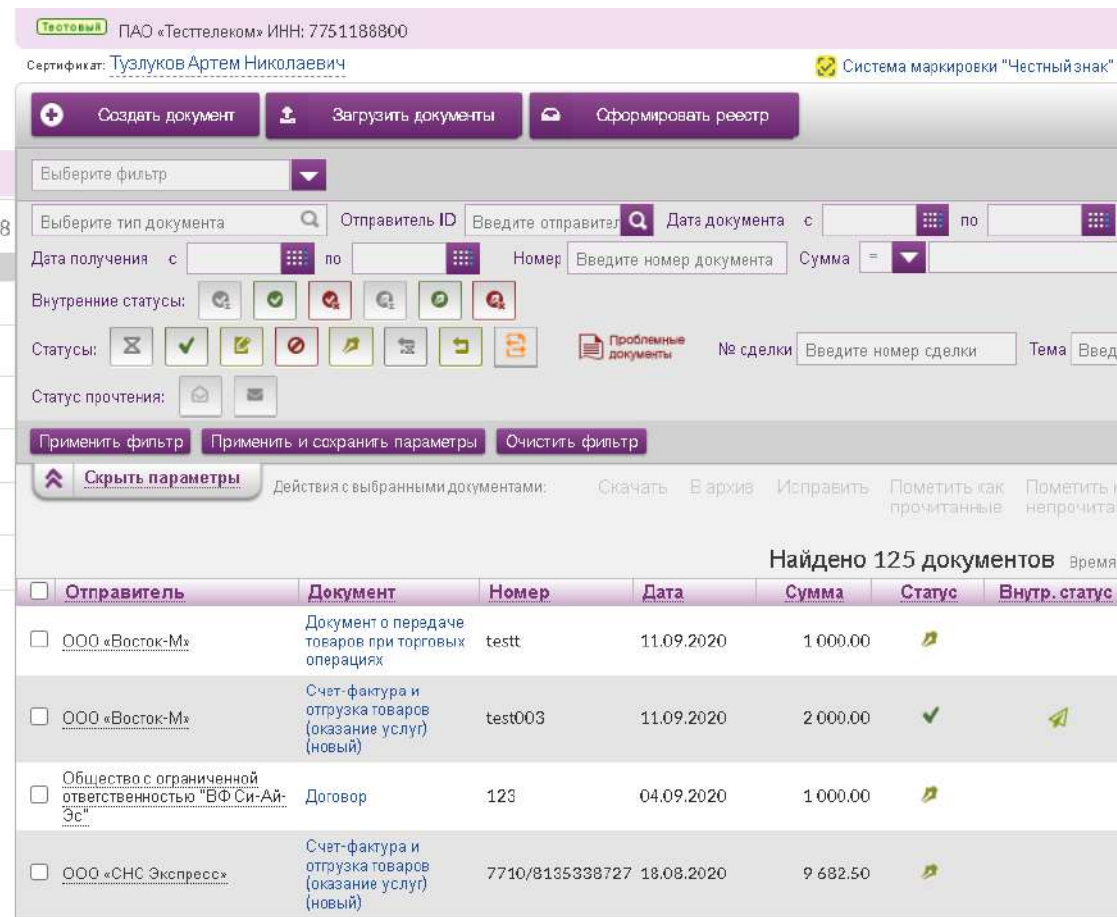 Тестовый ПАО «Тесттелеком» ИНН: 7751188800
Сертификат: Тузлуков Артем Николаевич
Система маркировки "Честный знак"
Создать документ Загрузить документы Сформировать реестр
Выберите фильтр
8
Выберите тип документа Отправитель ID Введите отправител Дата документа с по
Дата получения с по Номер Введите номер документа Сумма =
Внутренние статусы:
Статусы: Проблемные документы № сделки Введите номер сделки Тема Введ
Статус прочтения:
Применить фильтр Применить и сохранить параметры Очистить фильтр
Скрыть параметры Действия с выбранными документами: Скачать В архив Исправить Пометить как Пометить к
прочитанные непрочита
Найдено 125 документов Время
Отправитель Документ Номер Дата Сумма Статус Внутр. статус
Документ о передаче
ООО «Восток-М» товаров при торговых testt 11.09.2020 1 000.00
операциях
Счет-фактура и
отгрузка товаров
ООО «Восток-М» (оказание услуг) test003 11.09.2020 2 000.00
(новый)
Общество с ограниченной
ответственностью "ВФ Си-Ай- Договор 123 04.09.2020 1 000.00
Эс"
Счет-фактура и
отгрузка товаров
ООО «СНС Экспресс» (оказание услуг) 7710/8135338727 18.08.2020 9 682.50
(новый)